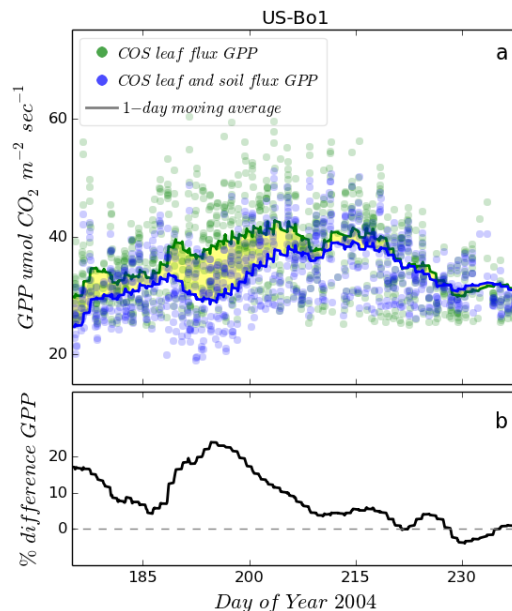 US-Bo1
a
COS leaf flux GPP
COS leaf and soil flux GPP
1−day moving average
GPP umol CO₂ m⁻² sec⁻¹
60
40
20
b
% difference GPP
20
10
0
185 200 215 230
Day of Year 2004